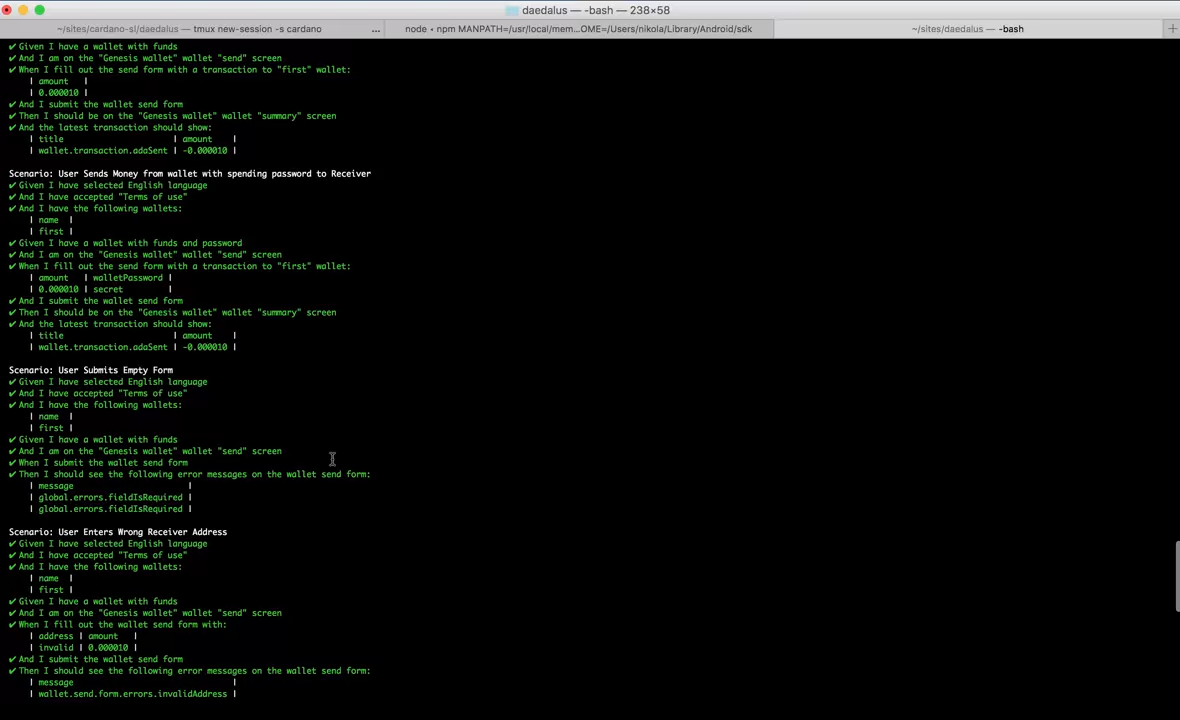 daedalus — -bash — 238×58
~/sites/cardano-sl/daedalus — tmux new-session -s cardano ...
node • npm MANPATH=/usr/local/mem...OME=/Users/nikola/Library/Android/sdk
~/sites/daedalus — -bash +
✔ Given I have a wallet with funds
✔ And I am on the "Genesis wallet" wallet "send" screen
✔ When I fill out the send form with a transaction to "first" wallet:
| amount |
| 0.000010 |
✔ And I submit the wallet send form
✔ Then I should be on the "Genesis wallet" wallet "summary" screen
✔ And the latest transaction should show:
| title | amount |
| wallet.transaction.adaSent | -0.000010 |
Scenario: User Sends Money from wallet with spending password to Receiver
✔ Given I have selected English language
✔ And I have accepted "Terms of use"
✔ And I have the following wallets:
| name |
| first |
✔ Given I have a wallet with funds and password
✔ And I am on the "Genesis wallet" wallet "send" screen
✔ When I fill out the send form with a transaction to "first" wallet:
| amount | walletPassword |
| 0.000010 | secret |
✔ And I submit the wallet send form
✔ Then I should be on the "Genesis wallet" wallet "summary" screen
✔ And the latest transaction should show:
| title | amount |
| wallet.transaction.adaSent | -0.000010 |
Scenario: User Submits Empty Form
✔ Given I have selected English language
✔ And I have accepted "Terms of use"
✔ And I have the following wallets:
| name |
| first |
✔ Given I have a wallet with funds
✔ And I am on the "Genesis wallet" wallet "send" screen
✔ When I submit the wallet send form
✔ Then I should see the following error messages on the wallet send form:
| message |
| global.errors.fieldIsRequired |
| global.errors.fieldIsRequired |
Scenario: User Enters Wrong Receiver Address
✔ Given I have selected English language
✔ And I have accepted "Terms of use"
✔ And I have the following wallets:
| name |
| first |
✔ Given I have a wallet with funds
✔ And I am on the "Genesis wallet" wallet "send" screen
✔ When I fill out the wallet send form with:
| address | amount |
| invalid | 0.000010 |
✔ And I submit the wallet send form
✔ Then I should see the following error messages on the wallet send form:
| message |
| wallet.send.form.errors.invalidAddress |